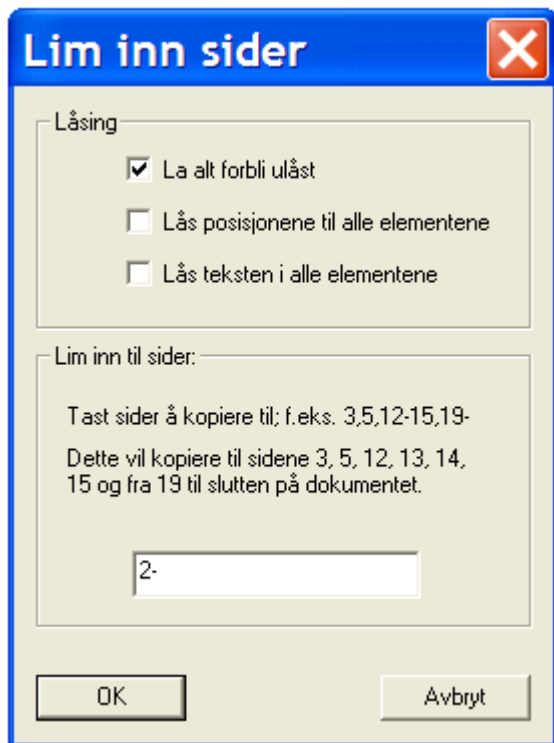 Lim inn sider
Låsing
La alt forbli ulåst
Lås posisjonene til alle elementene
Lås teksten i alle elementene
Lim inn til sider:
Tast sider å kopiere til; f.eks. 3,5,12-15,19-
Dette vil kopiere til sidene 3, 5, 12, 13, 14,
15 og fra 19 til slutten på dokumentet.
2-
OK
Avbryt